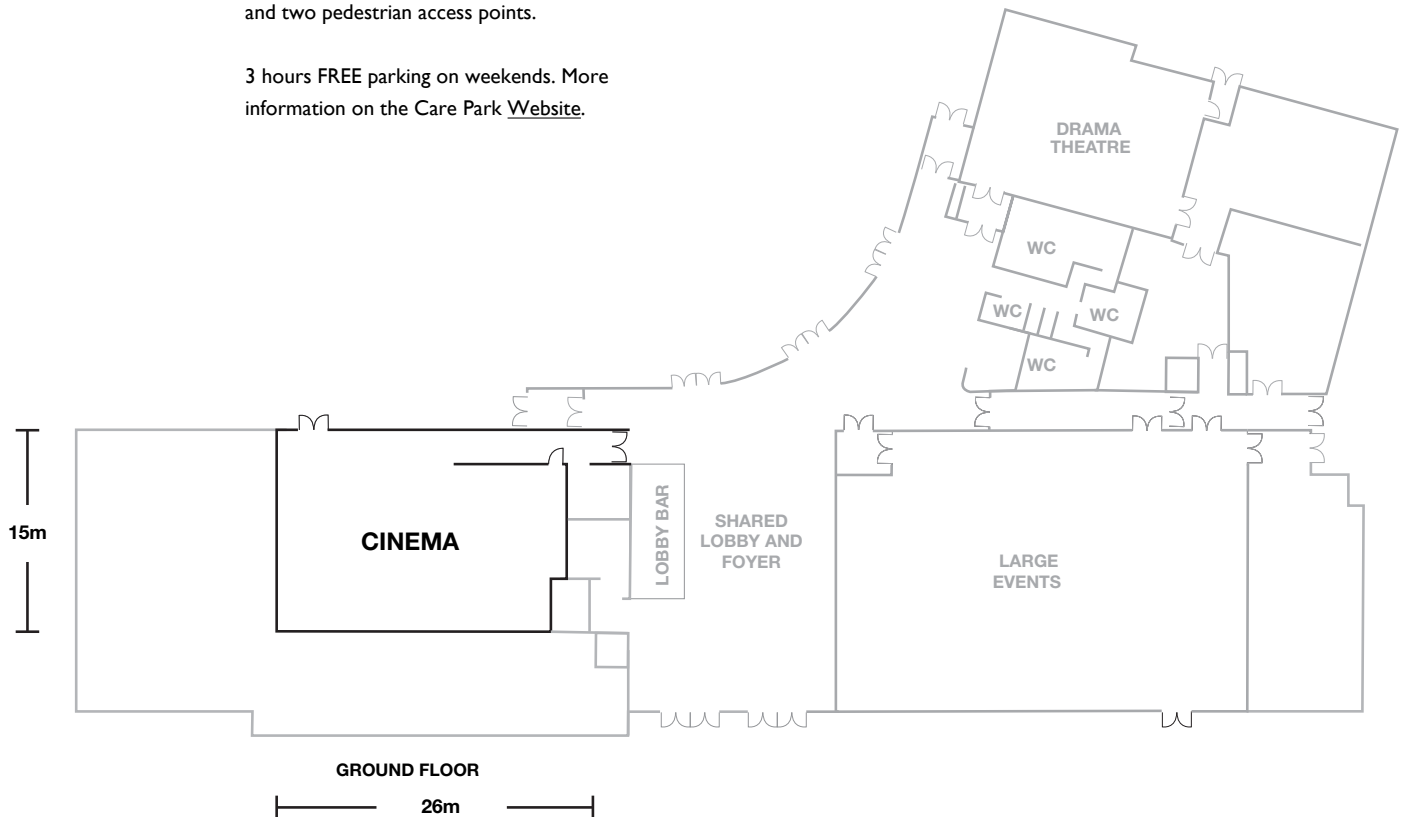 and two pedestrian access points.
3 hours FREE parking on weekends. More
information on the Care Park Website.
DRAMA
THEATRE
WC
WC
WC
WC
15m
CINEMA
LOBBY BAR
SHARED
LOBBY AND
FOYER
LARGE
EVENTS
GROUND FLOOR
26m